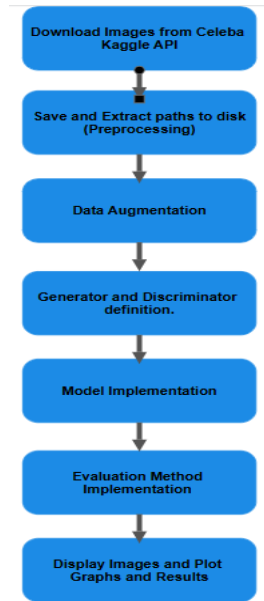 Download Images from Celeba
Kaggle API
Save and Extract paths to disk
(Preprocessing)
Data Augmentation
Generator and Discriminator
definition.
Model Implementation
Evaluation Method
Implementation
Display Images and Plot
Graphs and Results